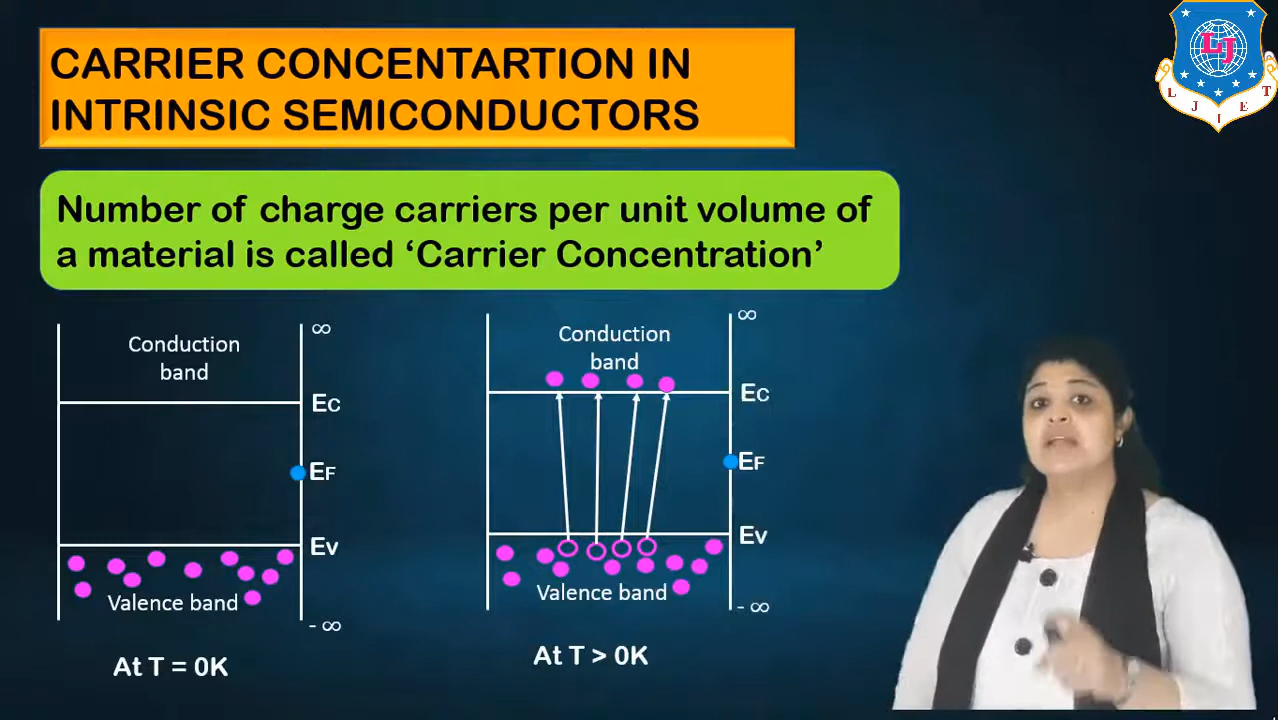 CARRIER CONCENTARTION IN
INTRINSIC SEMICONDUCTORS
LJ
L J I E T
Number of charge carriers per unit volume of
a material is called ‘Carrier Concentration’
∞
Conduction
band
EC
EF
EV
Valence band
- ∞
At T = 0K
∞
Conduction
band
EC
EF
EV
Valence band
- ∞
At T > 0K